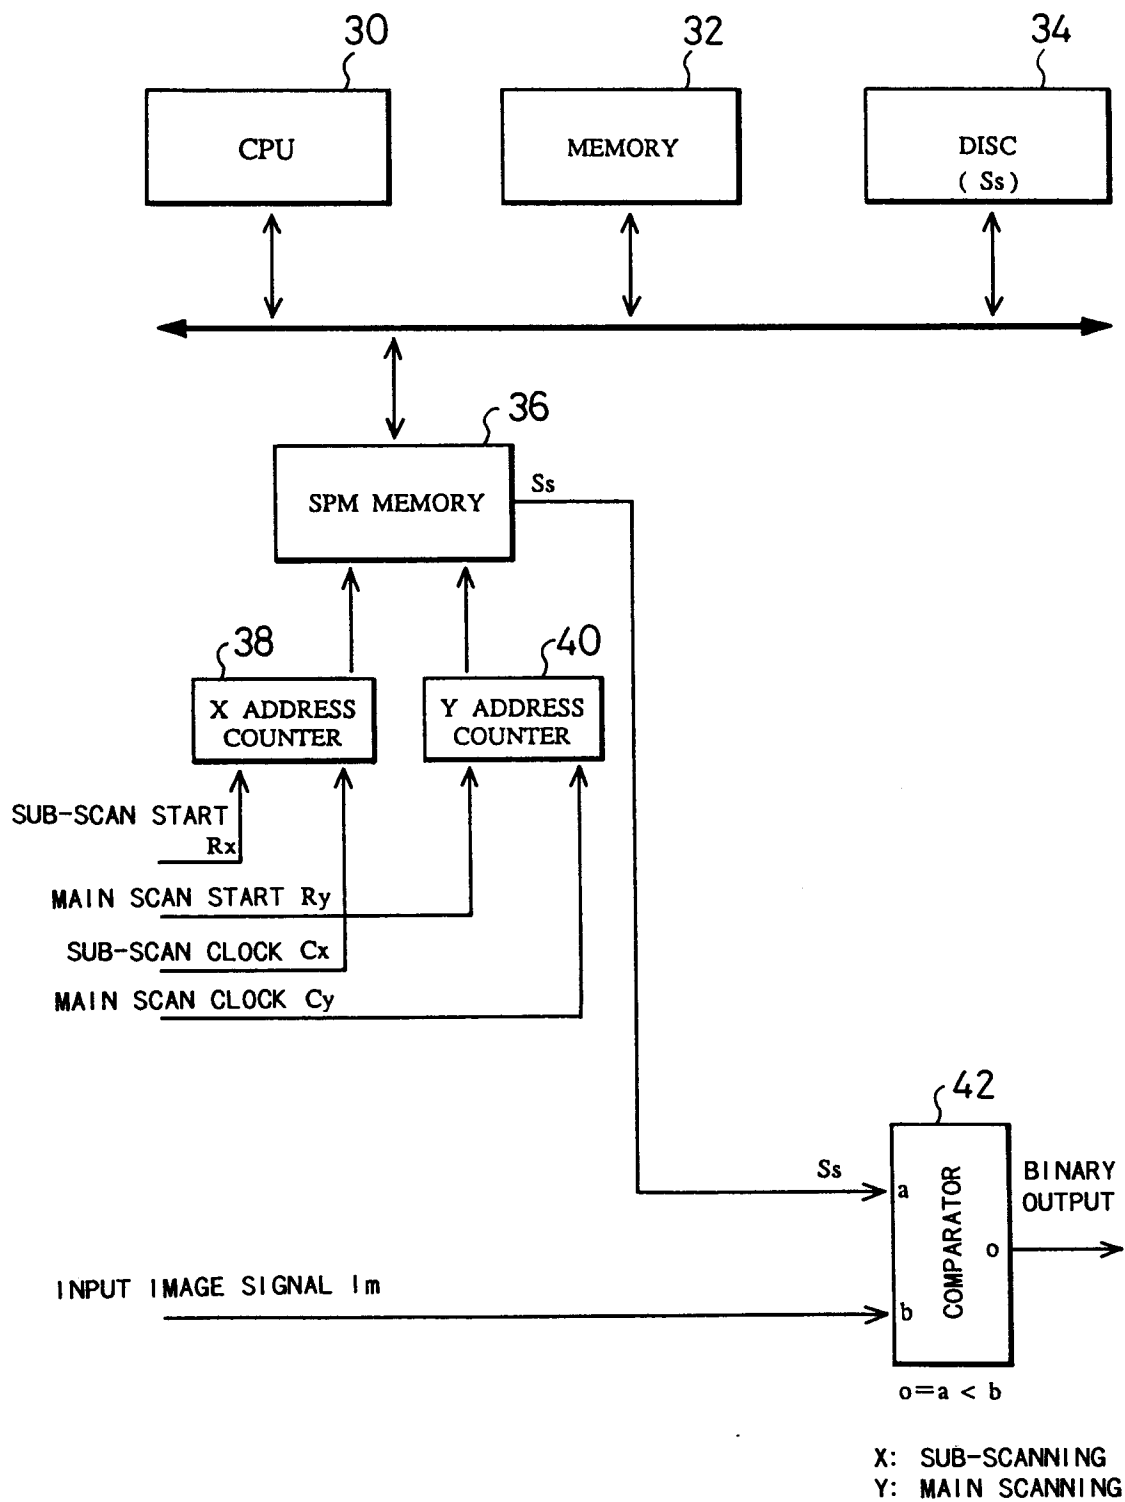 30
32
34
CPU
MEMORY
DISC
(Ss)
36
SPM MEMORY
Ss
38
40
X ADDRESS
COUNTER
Y ADDRESS
COUNTER
SUB-SCAN START
Rx
MAIN SCAN START Ry
SUB-SCAN CLOCK Cx
MAIN SCAN CLOCK Cy
42
Ss
a
COMPARATOR
BINARY
OUTPUT
o
INPUT IMAGE SIGNAL Im
b
o=a < b
X: SUB-SCANNING
Y: MAIN SCANNING